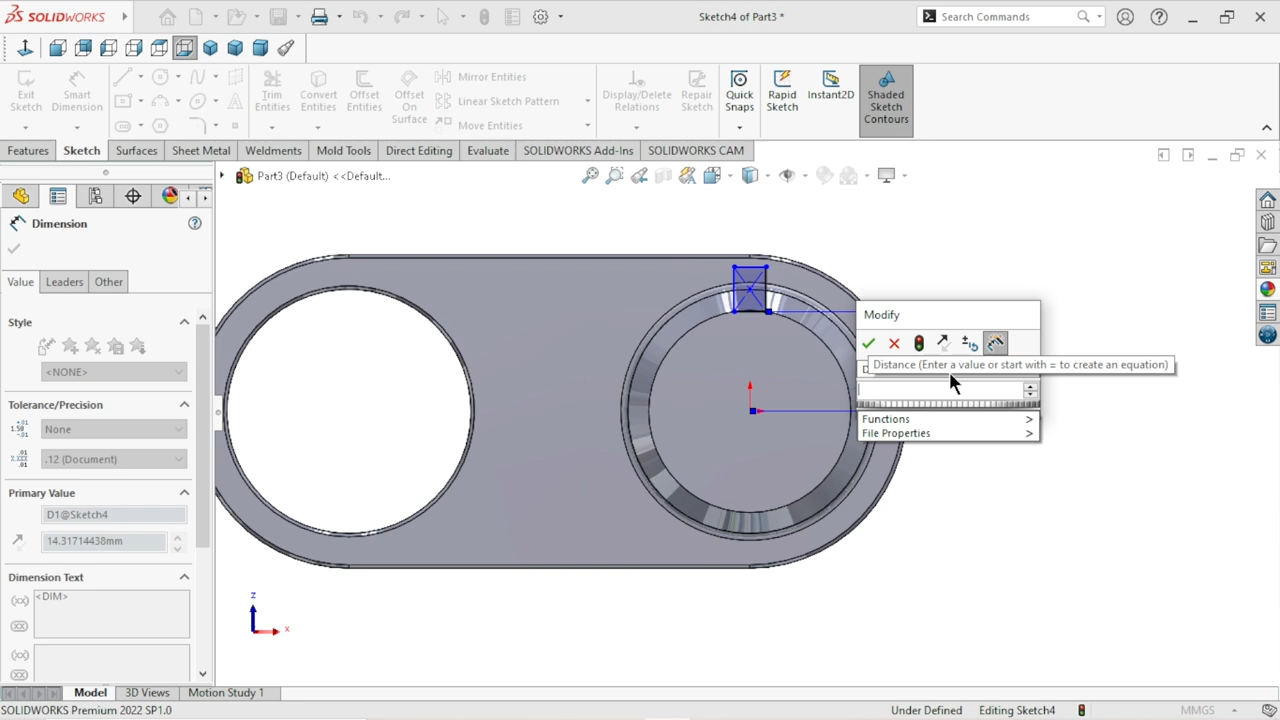 SOLIDWORKS
Sketch4 of Part3 *
Search Commands
Exit Sketch
Smart Dimension
Trim Entities
Convert Entities
Offset Entities
Offset On Surface
Mirror Entities
Linear Sketch Pattern
Move Entities
Display/Delete Relations
Repair Sketch
Quick Snaps
Rapid Sketch
Instant2D
Shaded Sketch Contours
Features
Sketch
Surfaces
Sheet Metal
Weldments
Mold Tools
Direct Editing
Evaluate
SOLIDWORKS Add-Ins
SOLIDWORKS CAM
Part3 (Default) <<Default...
Dimension
Value
Leaders
Other
Style
<NONE>
Tolerance/Precision
None
.12 (Document)
Primary Value
D1@Sketch4
14.31714438mm
Dimension Text
<DIM>
Modify
Distance (Enter a value or start with = to create an equation)
Functions >
File Properties >
z
x
Model
3D Views
Motion Study 1
SOLIDWORKS Premium 2022 SP1.0
Under Defined
Editing Sketch4
MMGS